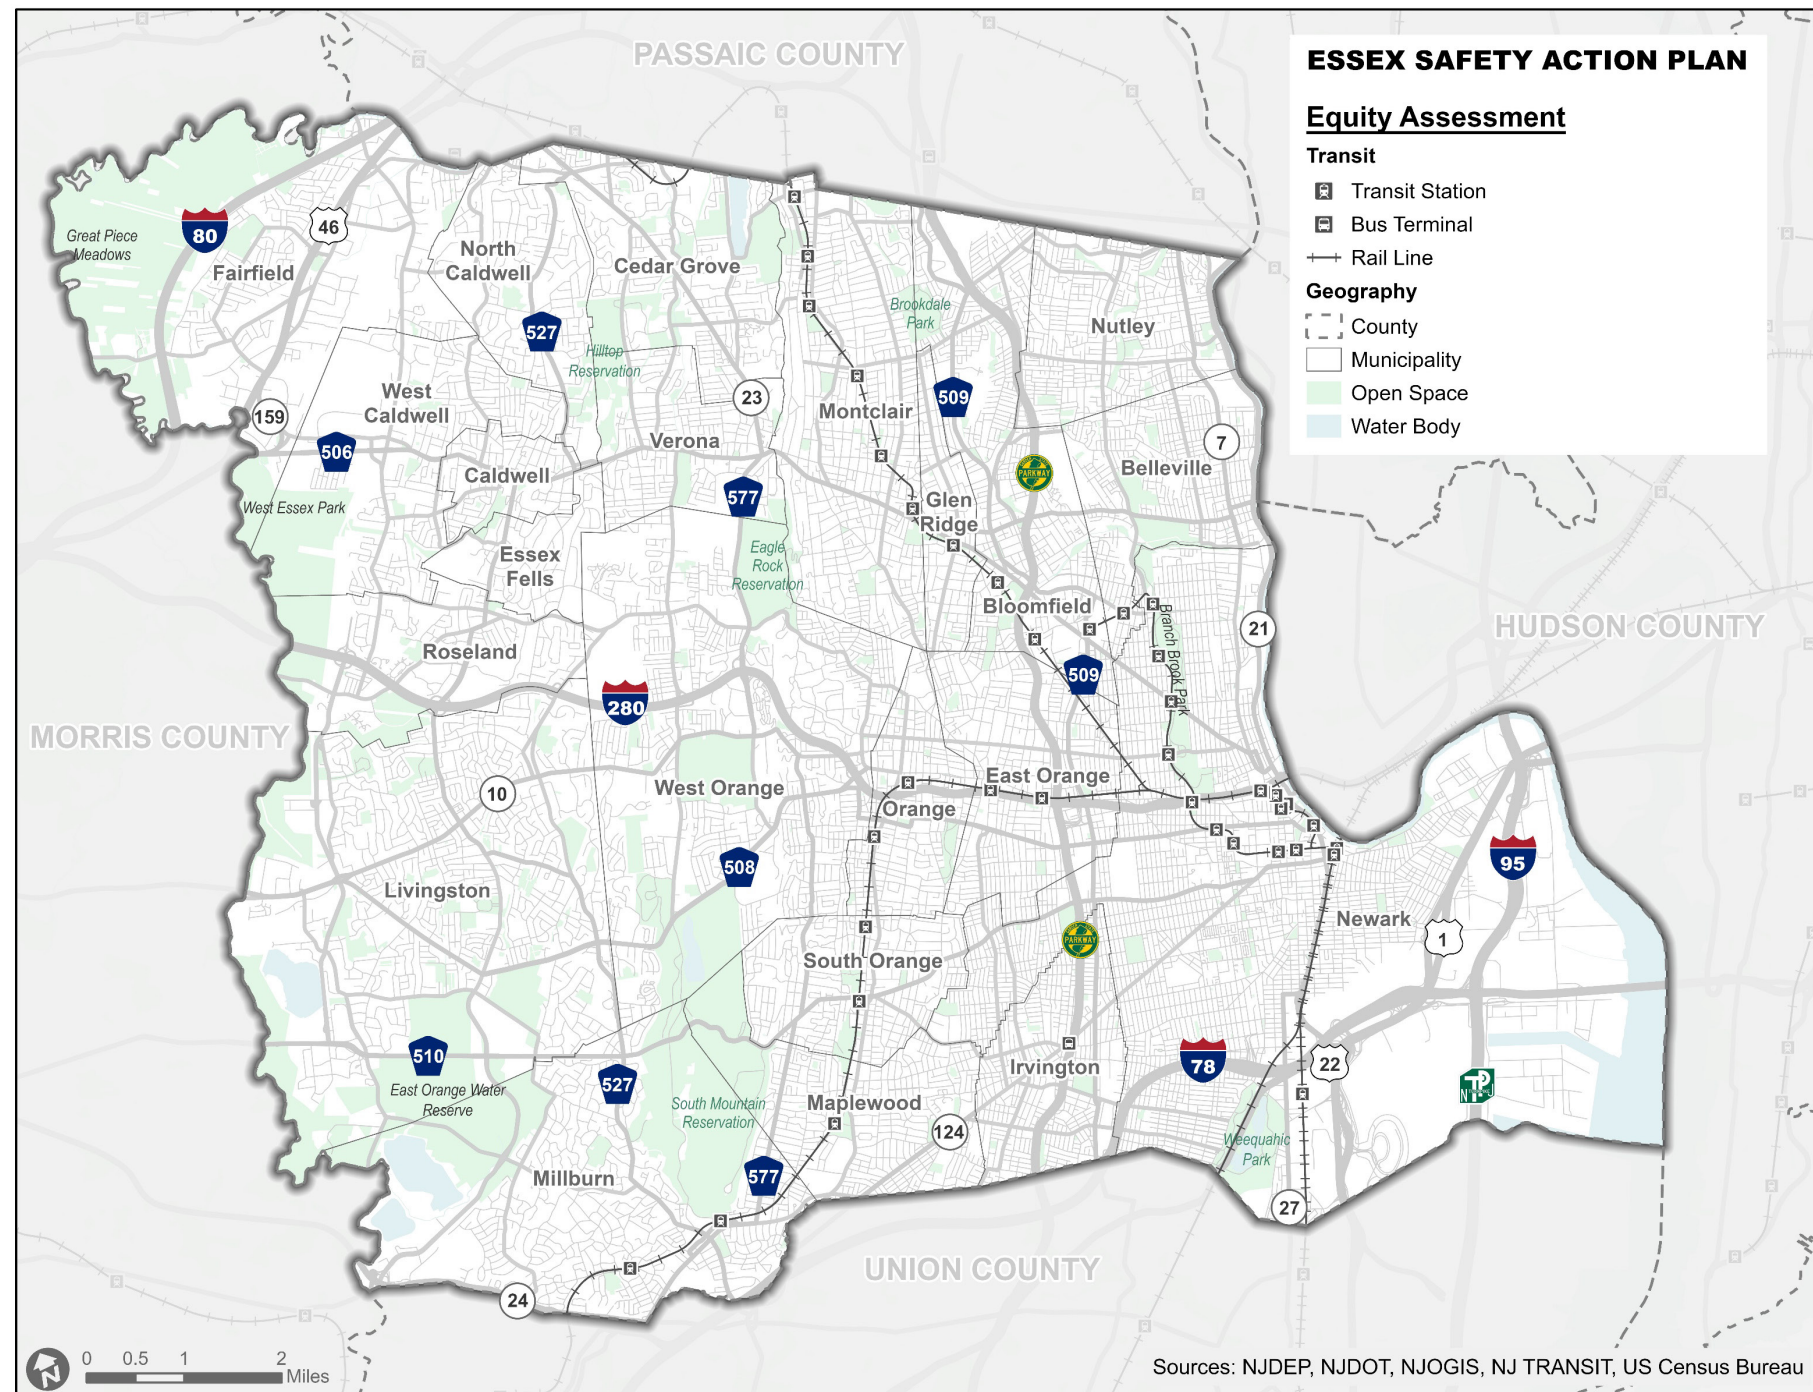 PASSAIC COUNTY
ESSEX SAFETY ACTION PLAN
Equity Assessment
Transit
Transit Station
Bus Terminal
Rail Line
Geography
County
Municipality
Open Space
Water Body
Great Piece
Meadows
80
46
Fairfield
North
Caldwell
Cedar Grove
527
Hilltop
Reservation
Brookdale
Park
Nutley
159
West
Caldwell
23
Montclair
509
506
Verona
7
Caldwell
577
PARKWAY
Belleville
West Essex Park
Glen
Ridge
Essex
Fells
Eagle
Rock
Reservation
Bloomfield
Branch Brook Park
21
HUDSON COUNTY
Roseland
509
280
MORRIS COUNTY
10
West Orange
East Orange
Orange
508
95
Livingston
Newark
1
PARKWAY
South Orange
510
527
East Orange Water
Reserve
South Mountain
Reservation
Maplewood
124
Irvington
78
22
TP
N J
Weequahic
Park
Millburn
577
27
UNION COUNTY
24
N
0 0.5 1 2
Miles
Sources: NJDEP, NJDOT, NJOGIS, NJ TRANSIT, US Census Bureau